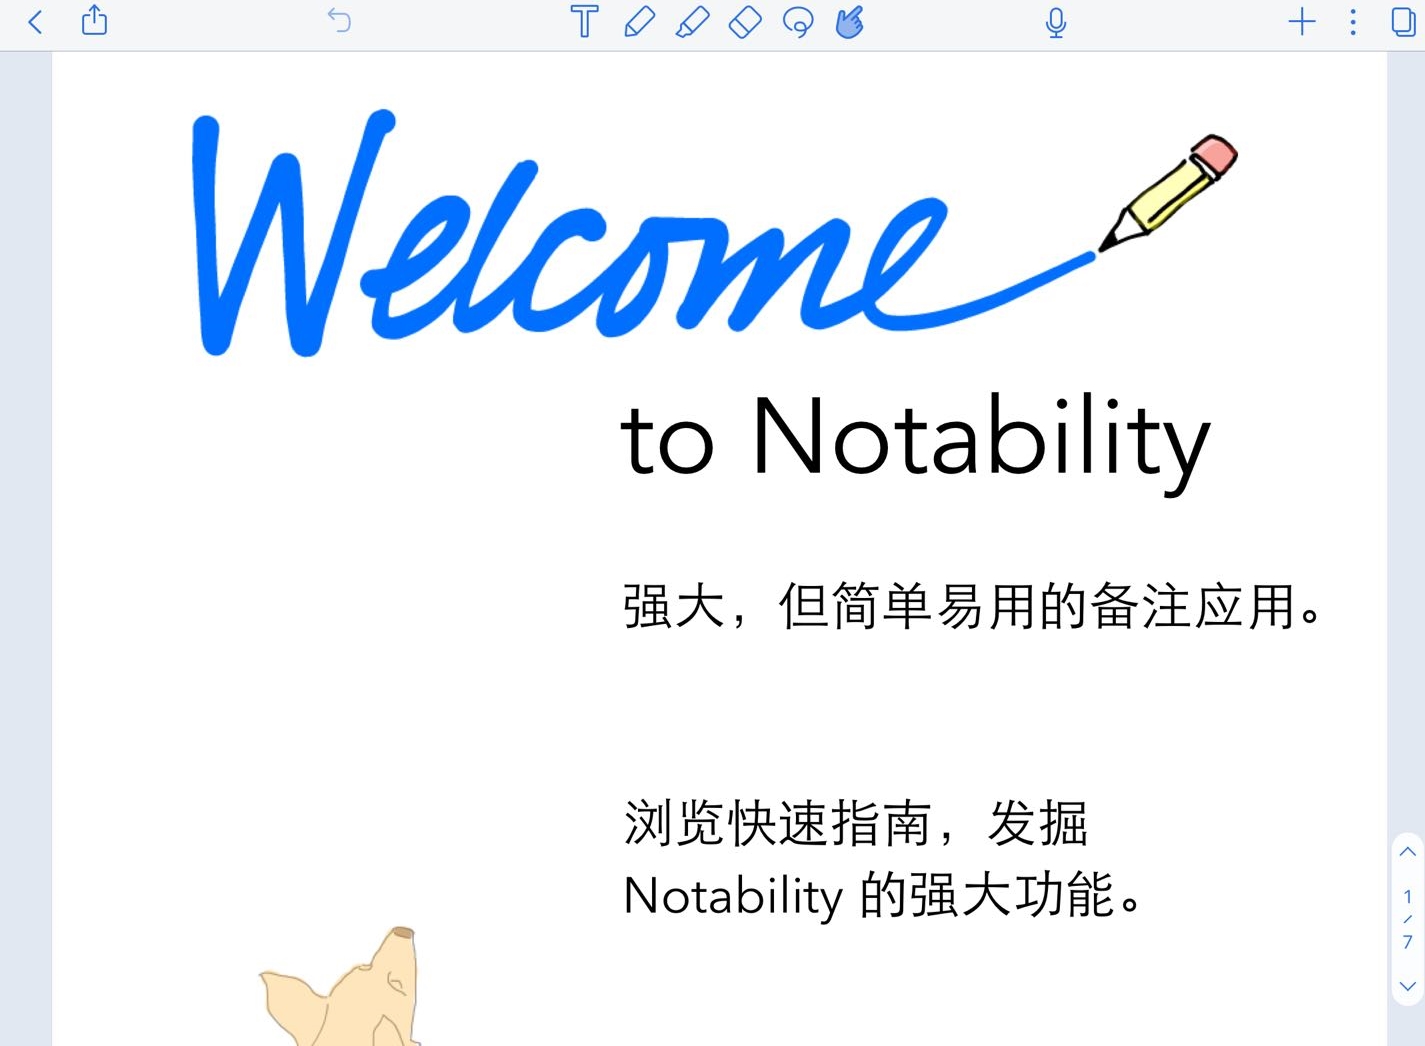 Welcome
to Notability
强大，但简单易用的备注应用。
浏览快速指南，发掘
Notability 的强大功能。
1
/
7